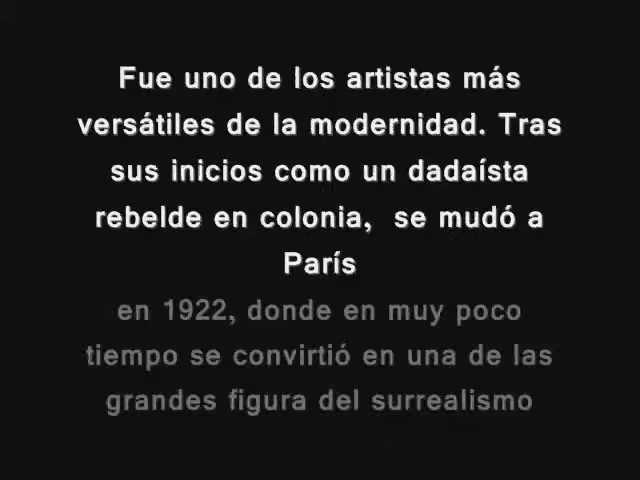 Fue uno de los artistas más
versátiles de la modernidad. Tras
sus inicios como un dadaísta
rebelde en colonia, se mudó a
París
en 1922, donde en muy poco
tiempo se convirtió en una de las
grandes figura del surrealismo